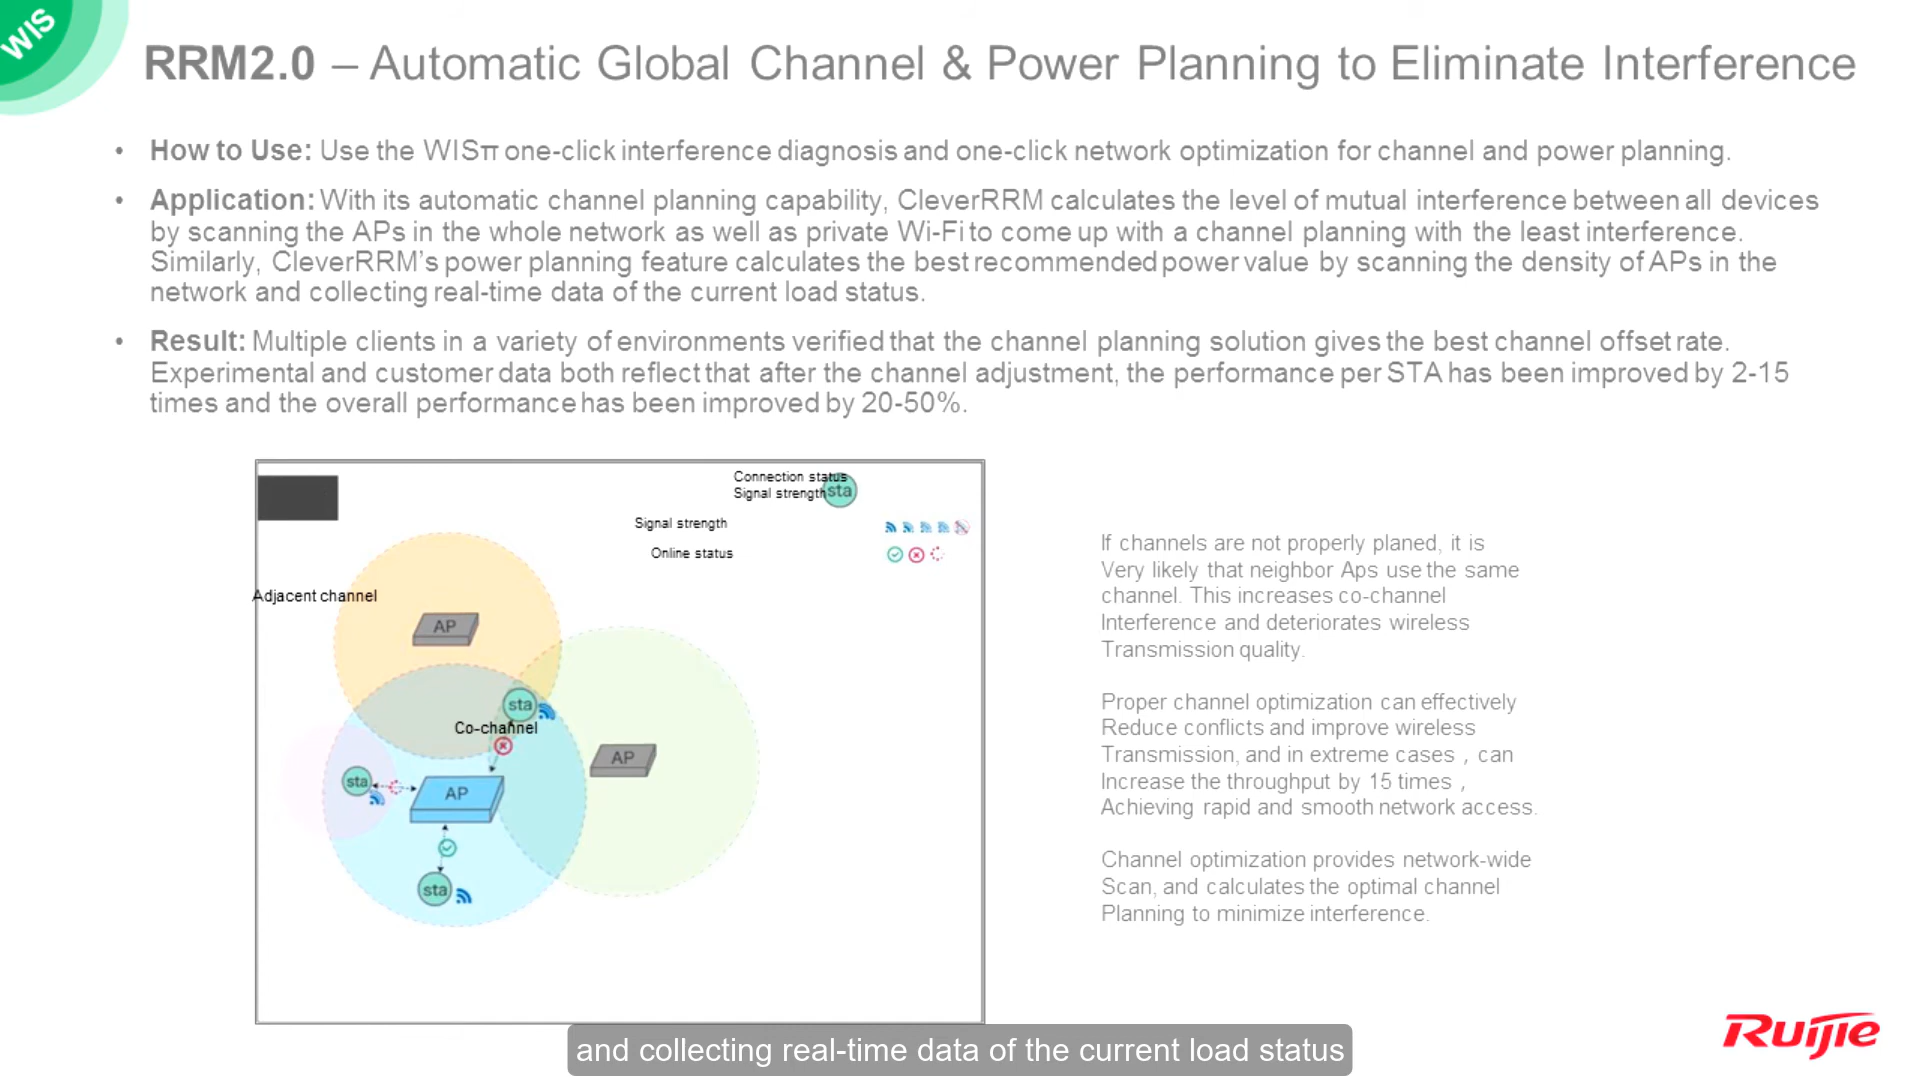 WIS
RRM2.0 – Automatic Global Channel & Power Planning to Eliminate Interference
• How to Use: Use the WISπ one-click interference diagnosis and one-click network optimization for channel and power planning.
• Application: With its automatic channel planning capability, CleverRRM calculates the level of mutual interference between all devices
by scanning the APs in the whole network as well as private Wi-Fi to come up with a channel planning with the least interference.
Similarly, CleverRRM's power planning feature calculates the best recommended power value by scanning the density of APs in the
network and collecting real-time data of the current load status.
• Result: Multiple clients in a variety of environments verified that the channel planning solution gives the best channel offset rate.
Experimental and customer data both reflect that after the channel adjustment, the performance per STA has been improved by 2-15
times and the overall performance has been improved by 20-50%.
Connection status
Signal strength
sta
Signal strength
Online status
Adjacent channel
AP
sta
Co-channel
AP
sta
AP
sta
If channels are not properly planed, it is
Very likely that neighbor Aps use the same
channel. This increases co-channel
Interference and deteriorates wireless
Transmission quality.
Proper channel optimization can effectively
Reduce conflicts and improve wireless
Transmission, and in extreme cases , can
Increase the throughput by 15 times ,
Achieving rapid and smooth network access.
Channel optimization provides network-wide
Scan, and calculates the optimal channel
Planning to minimize interference.
Ruijie
and collecting real-time data of the current load status